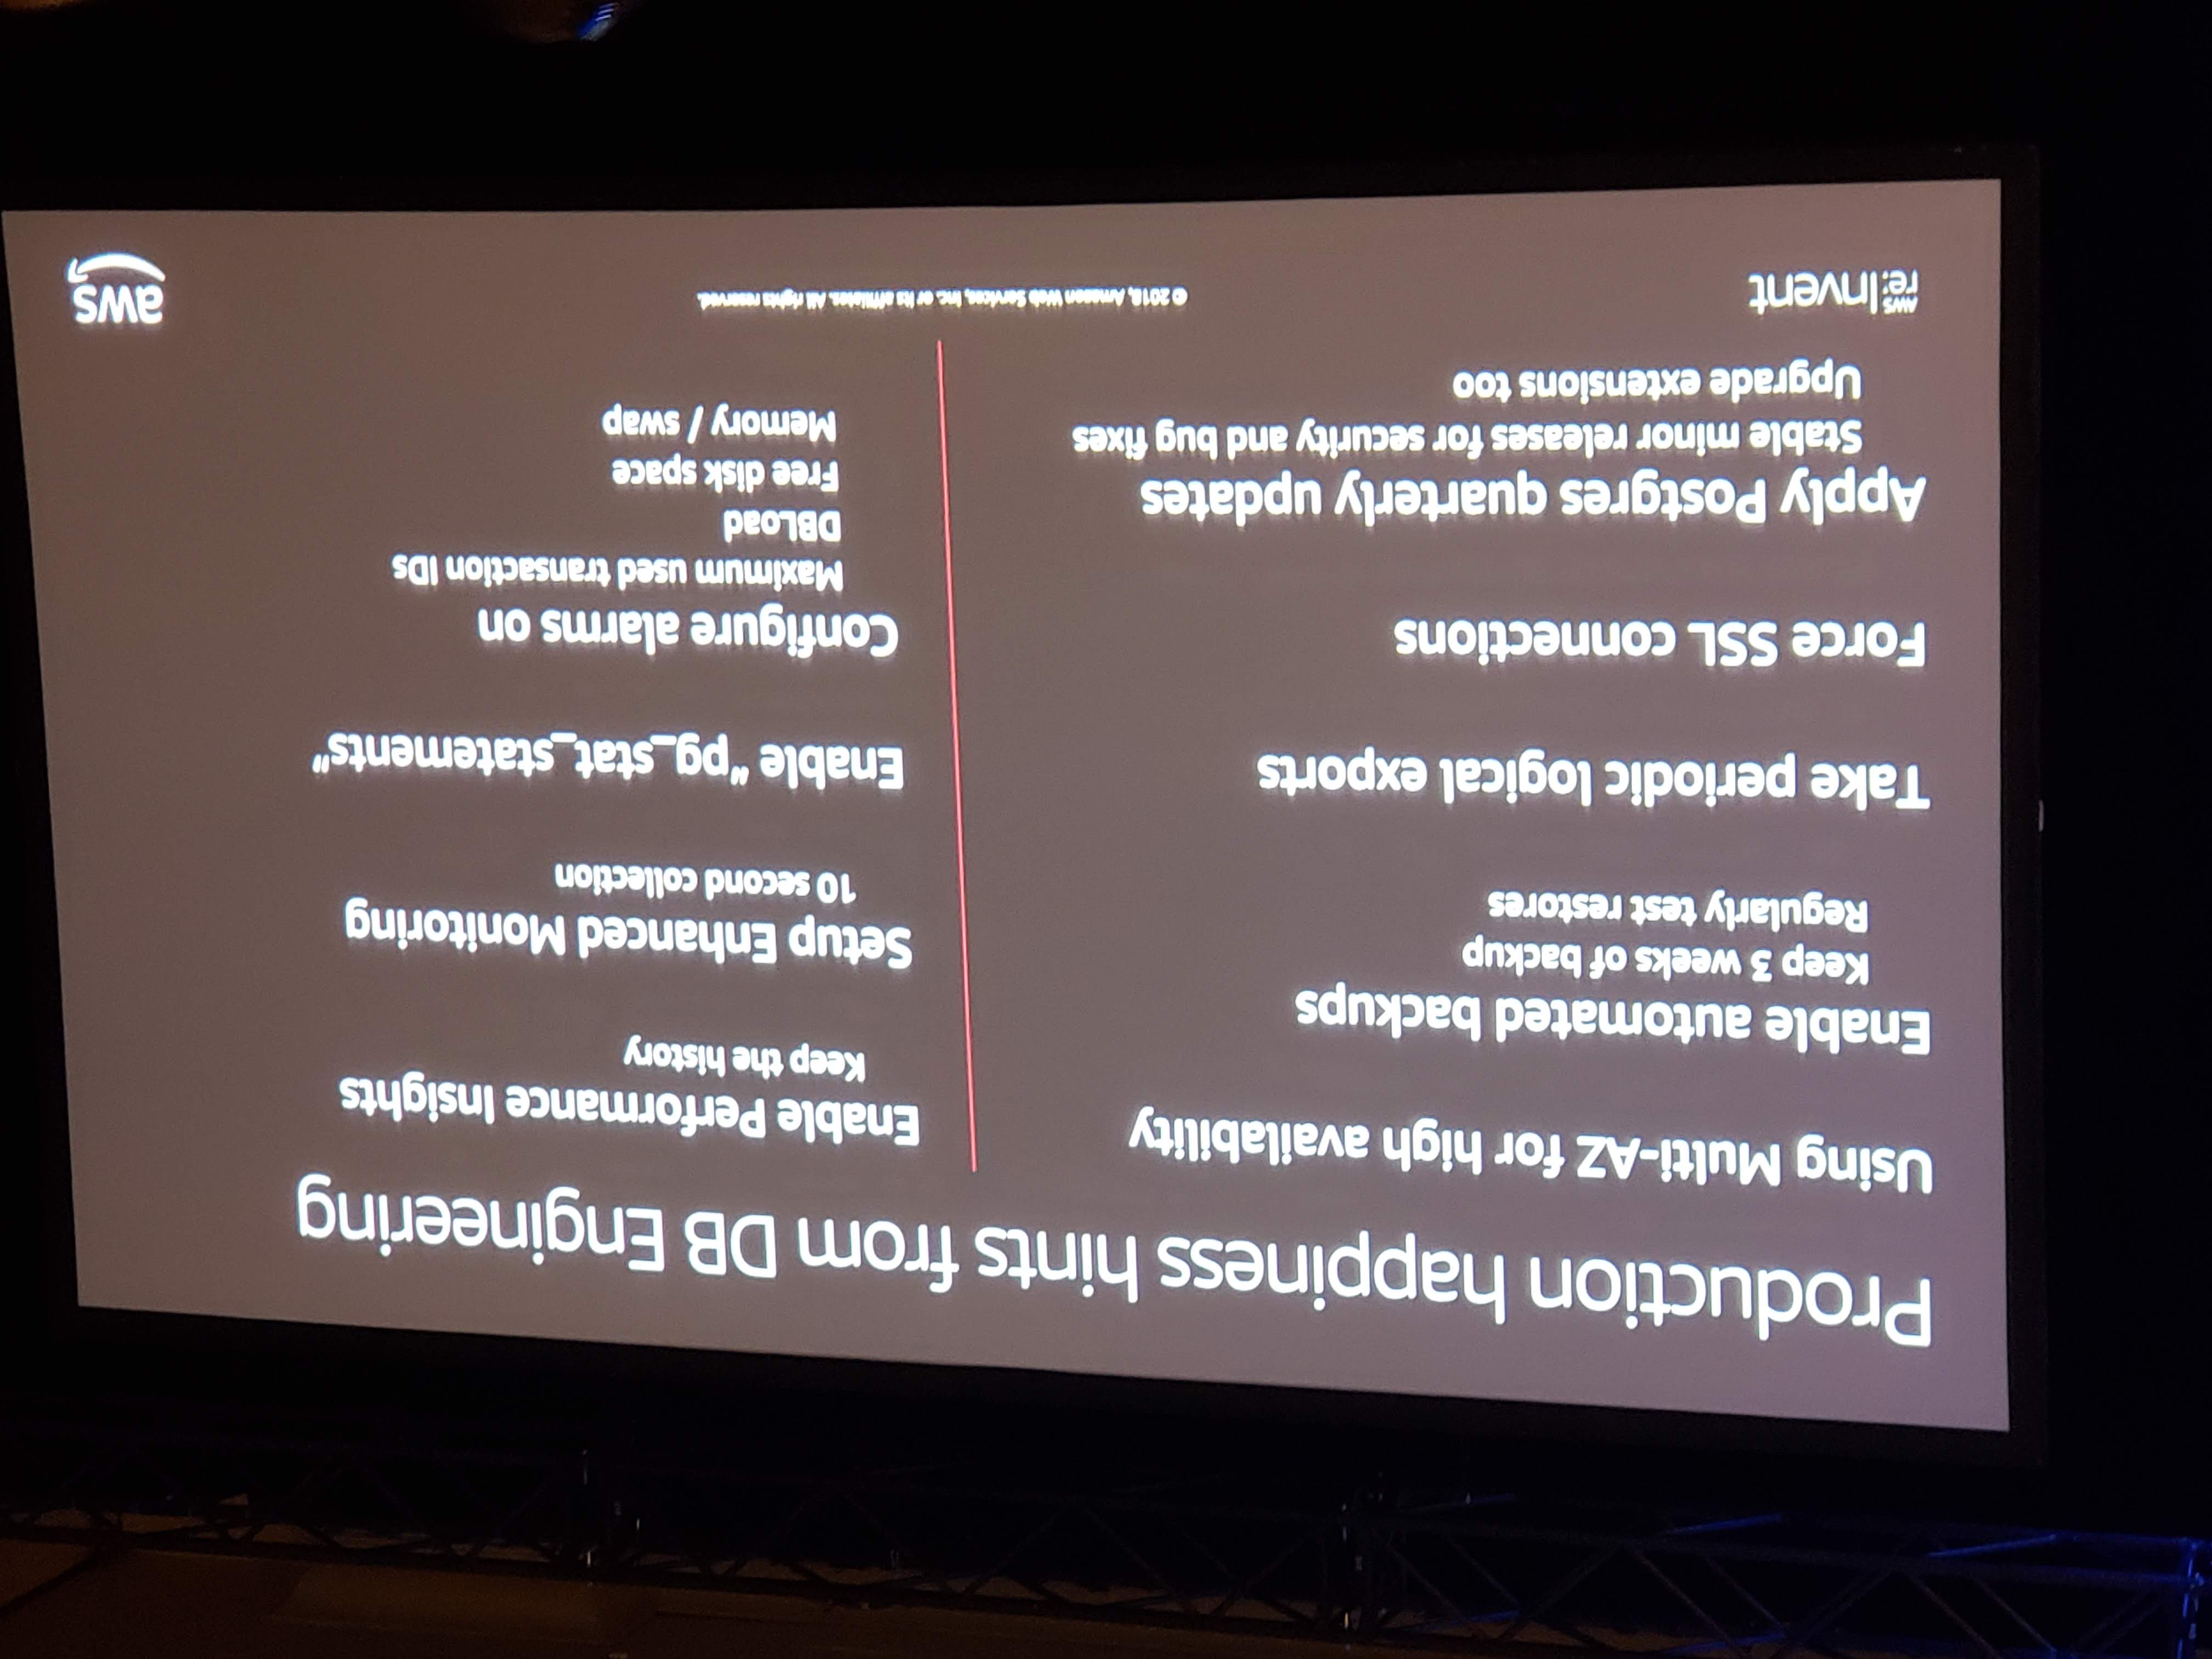 Production happiness hints from DB Engineering
Using Multi-AZ for high availability
Enable automated backups
Keep 3 weeks of backup
Regularly test restores
Take periodic logical exports
Force SSL connections
Apply Postgres quarterly updates
Stable minor releases for security and bug fixes
Upgrade extensions too
Enable Performance Insights
Keep the history
Setup Enhanced Monitoring
10 second collection
Enable “pg_stat_statements”
Configure alarms on
Maximum used transaction IDs
DBLoad
Free disk space
Memory / swap
AWS
re:Invent
© 2018, Amazon Web Services, Inc. or its affiliates. All rights reserved.
aws